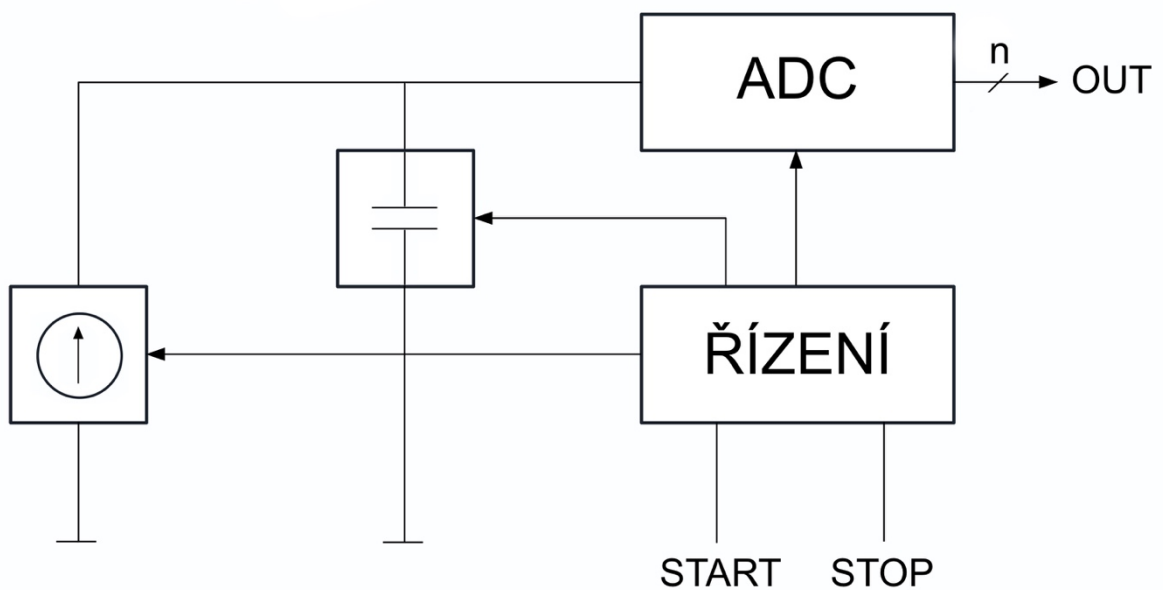 ADC
n
OUT
ŘÍZENÍ
START
STOP